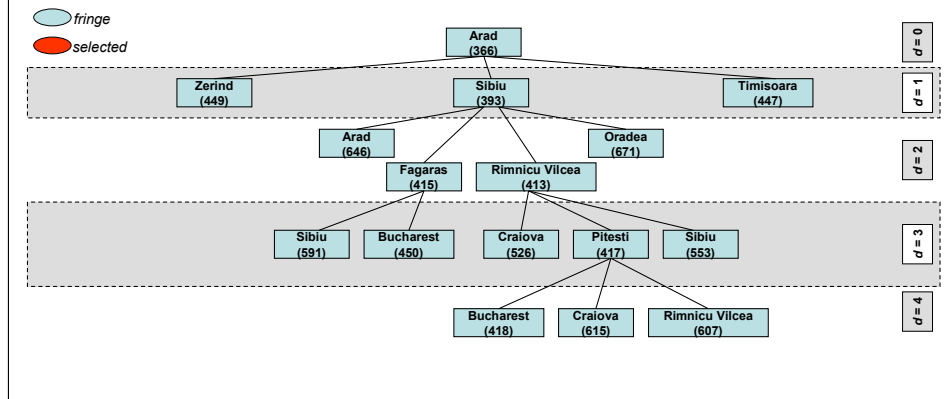 fringe
selected
Arad
(366)
d = 0
Zerind
(449)
Sibiu
(393)
Timisoara
(447)
d = 1
Arad
(646)
Oradea
(671)
Fagaras
(415)
Rimnicu Vilcea
(413)
d = 2
Sibiu
(591)
Bucharest
(450)
Craiova
(526)
Pitesti
(417)
Sibiu
(553)
d = 3
Bucharest
(418)
Craiova
(615)
Rimnicu Vilcea
(607)
d = 4